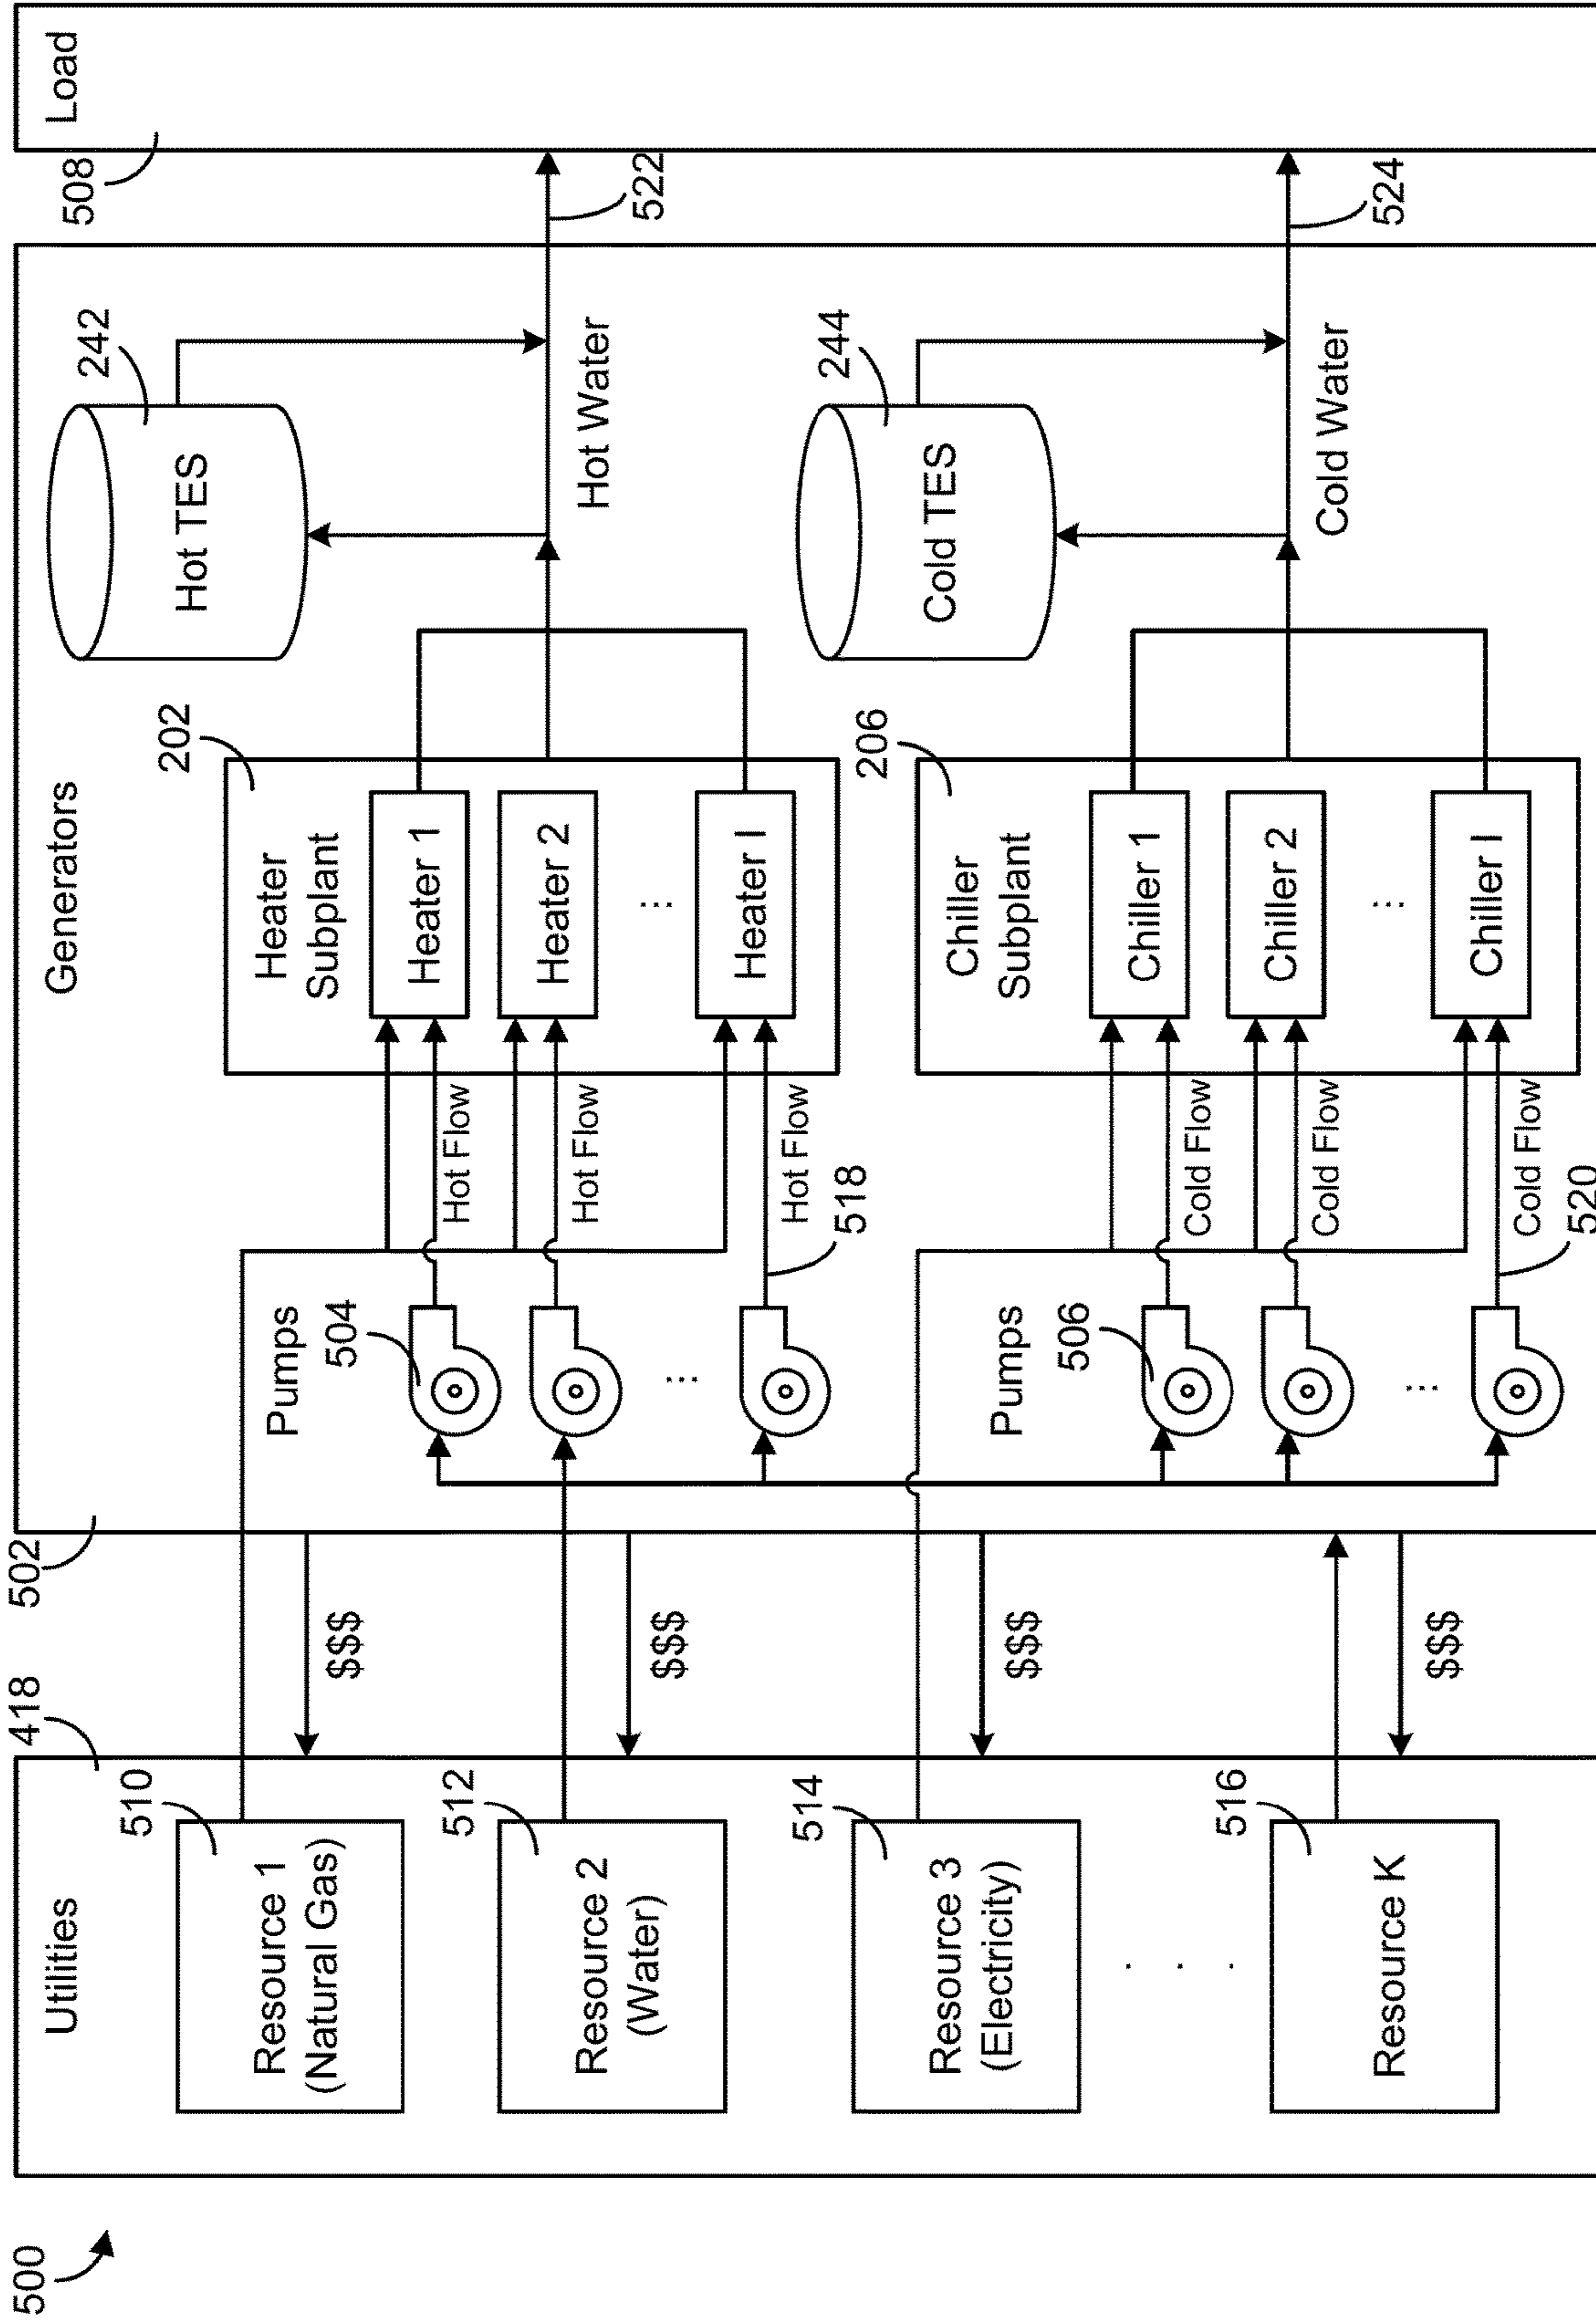 500
Utilities
418
Resource 1
(Natural Gas)
510
Resource 2
(Water)
512
Resource 3
(Electricity)
514
. . .
Resource K
516
$$$
$$$
$$$
$$$
Generators
502
Pumps
504
...
Hot Flow
Hot Flow
Hot Flow
518
Pumps
506
...
Cold Flow
Cold Flow
Cold Flow
520
Heater
Subplant
202
Heater 1
Heater 2
...
Heater I
Chiller
Subplant
206
Chiller 1
Chiller 2
...
Chiller I
Hot TES
242
Hot Water
Cold TES
244
Cold Water
522
524
Load
508